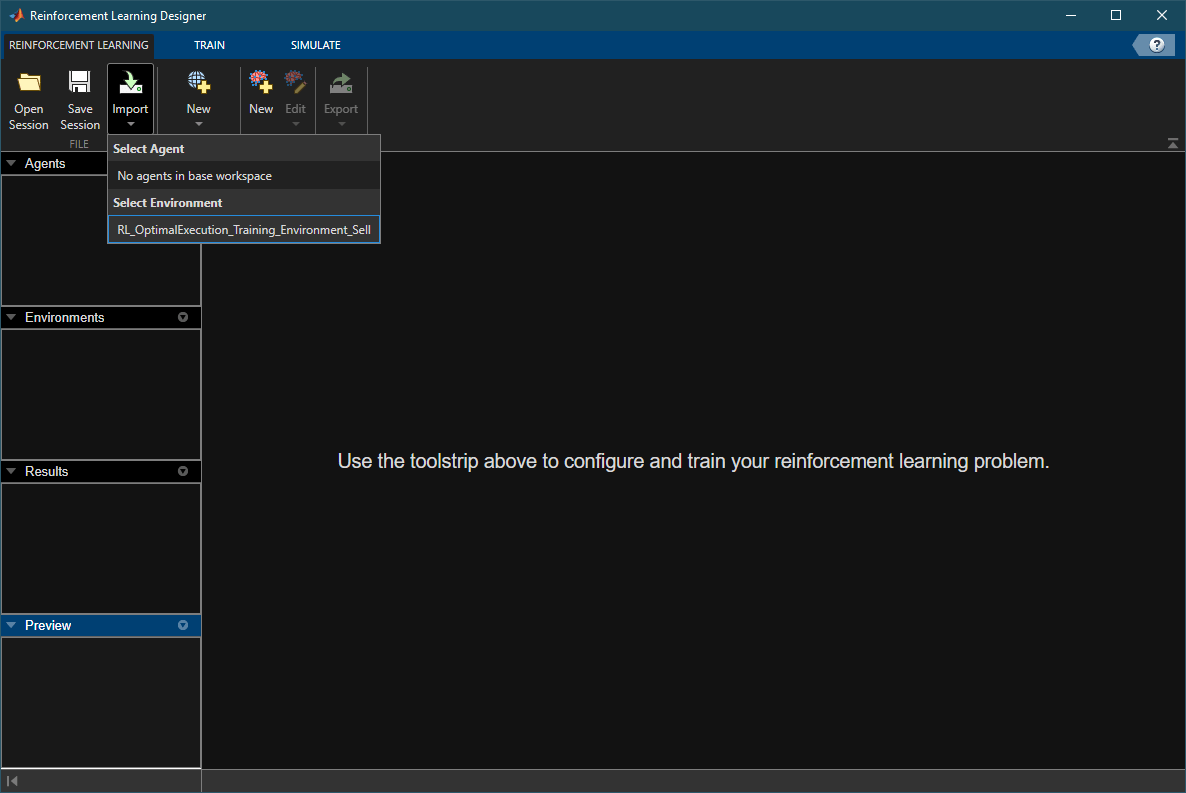 Reinforcement Learning Designer
REINFORCEMENT LEARNING TRAIN SIMULATE ?
Open Session
Save Session
Import
New
New
Edit
Export
FILE
Select Agent
No agents in base workspace
Select Environment
RL_OptimalExecution_Training_Environment_Sell
Agents
Environments
Results
Preview
Use the toolstrip above to configure and train your reinforcement learning problem.